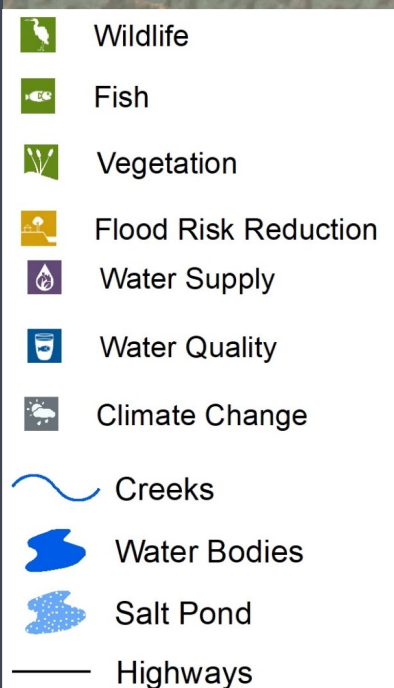 Wildlife
Fish
Vegetation
Flood Risk Reduction
Water Supply
Water Quality
Climate Change
Creeks
Water Bodies
Salt Pond
Highways